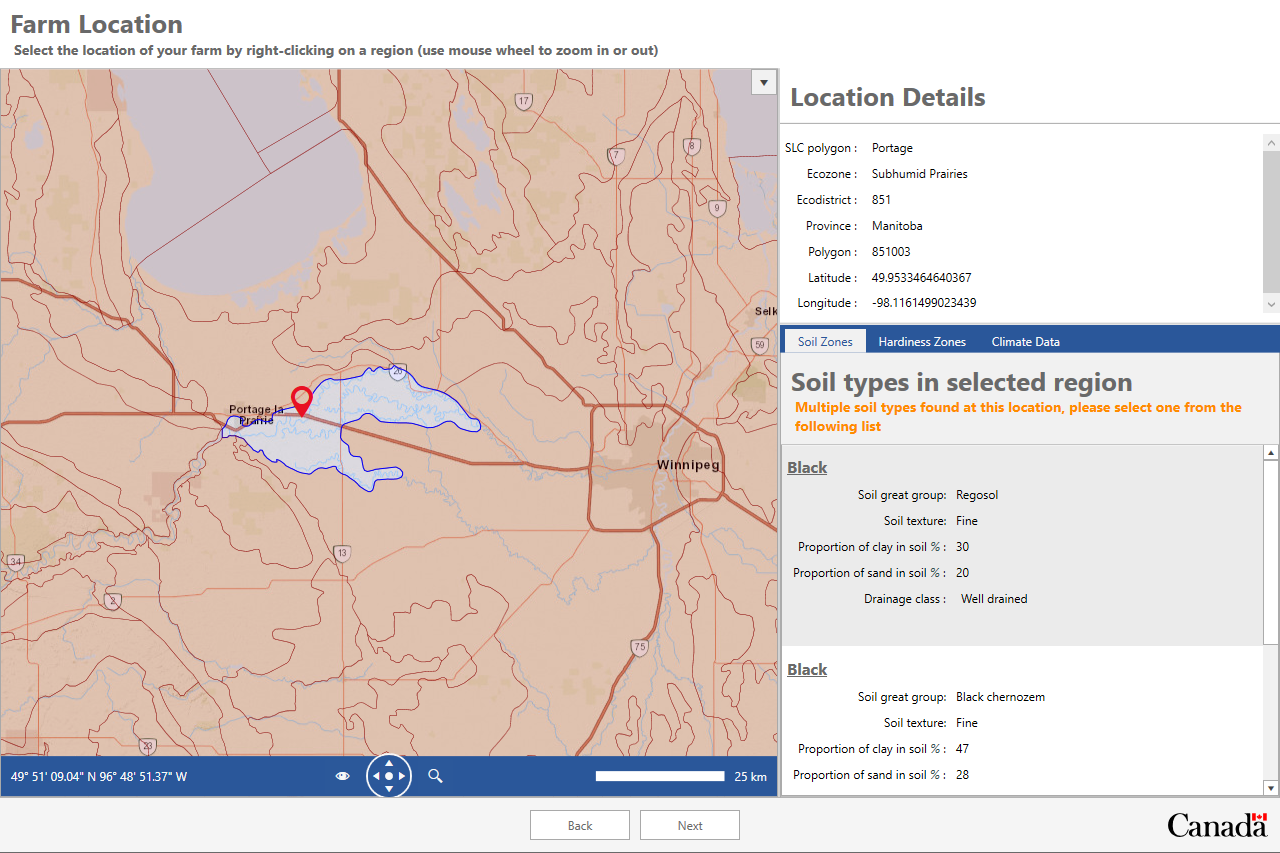 Farm Location
Select the location of your farm by right-clicking on a region (use mouse wheel to zoom in or out)
17
7
8
9
Selk
59
26
Portage la
Prairie
Winnipeg
34
13
2
75
23
49° 51' 09.04" N 96° 48' 51.37" W
25 km
Location Details
SLC polygon : Portage
Ecozone : Subhumid Prairies
Ecodistrict : 851
Province : Manitoba
Polygon : 851003
Latitude : 49.9533464640367
Longitude : -98.1161499023439
Soil Zones
Hardiness Zones
Climate Data
Soil types in selected region
Multiple soil types found at this location, please select one from the
following list
Black
Soil great group: Regosol
Soil texture: Fine
Proportion of clay in soil % : 30
Proportion of sand in soil % : 20
Drainage class : Well drained
Black
Soil great group: Black chernozem
Soil texture: Fine
Proportion of clay in soil % : 47
Proportion of sand in soil % : 28
Back
Next
Canada